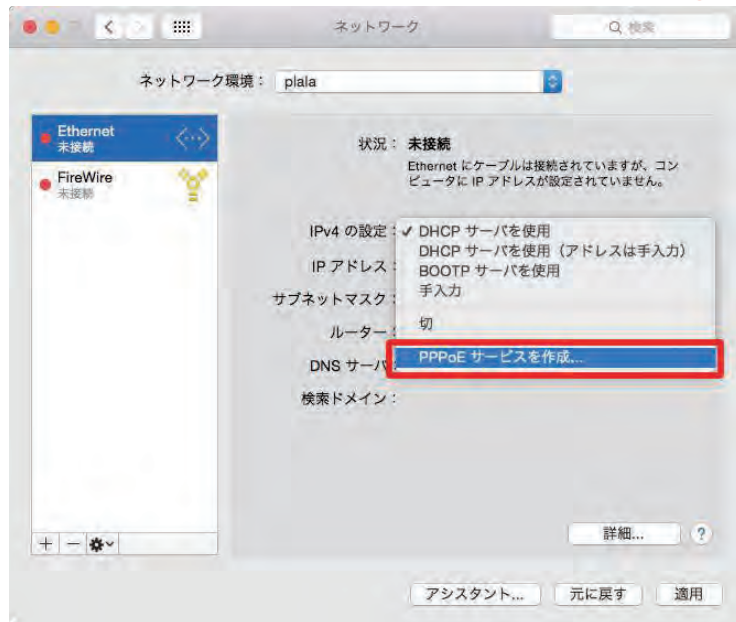 ネットワーク
検索
ネットワーク環境： plala
Ethernet
未接続
FireWire
未接続
状況： 未接続
Ethernet にケーブルは接続されていますが、コン
ピュータに IP アドレスが設定されていません。
IPv4 の設定： ✓ DHCP サーバを使用
DHCP サーバを使用（アドレスは手入力）
IP アドレス：
BOOTP サーバを使用
手入力
サブネットマスク：
切
ルーター：
PPPoE サービスを作成...
DNS サーバ：
検索ドメイン：
詳細... ?
アシスタント... 元に戻す 適用